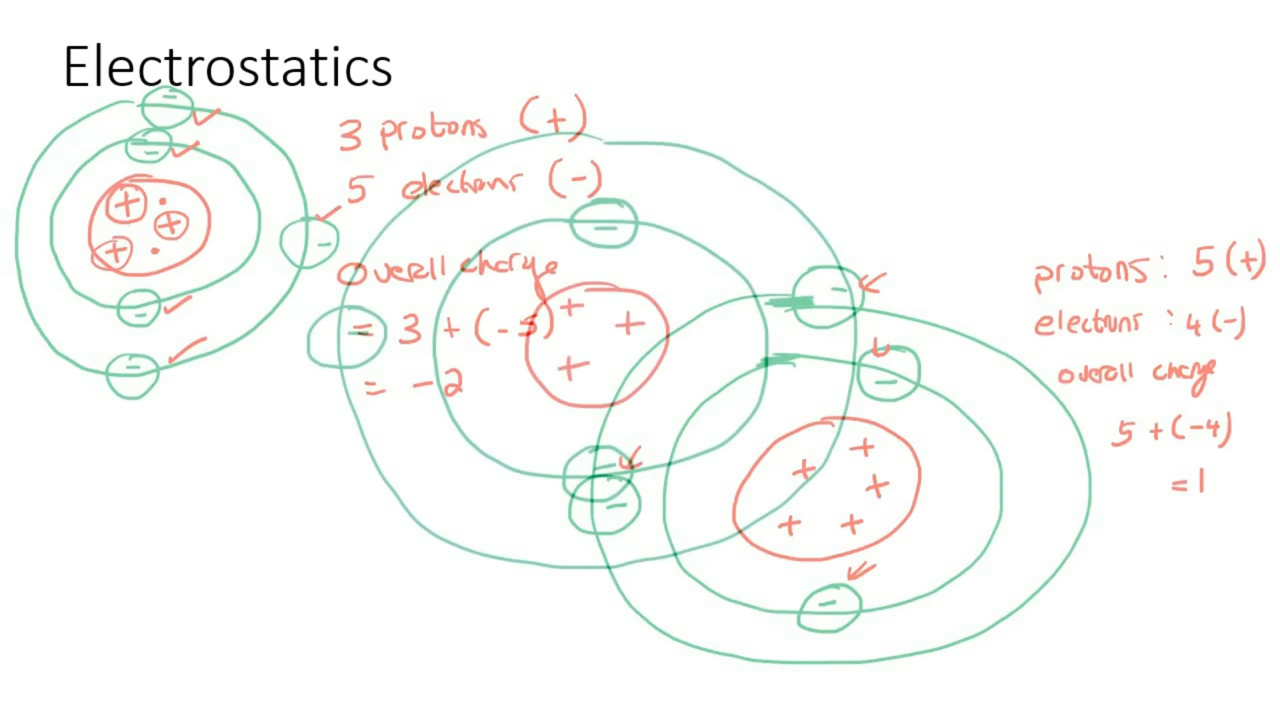 Electrostatics
3 protons (+)
5 electrons (-)
overall charge
= 3 + (-5)
= -2
protons: 5 (+)
electrons: 4 (-)
overall charge
5 + (-4)
= 1